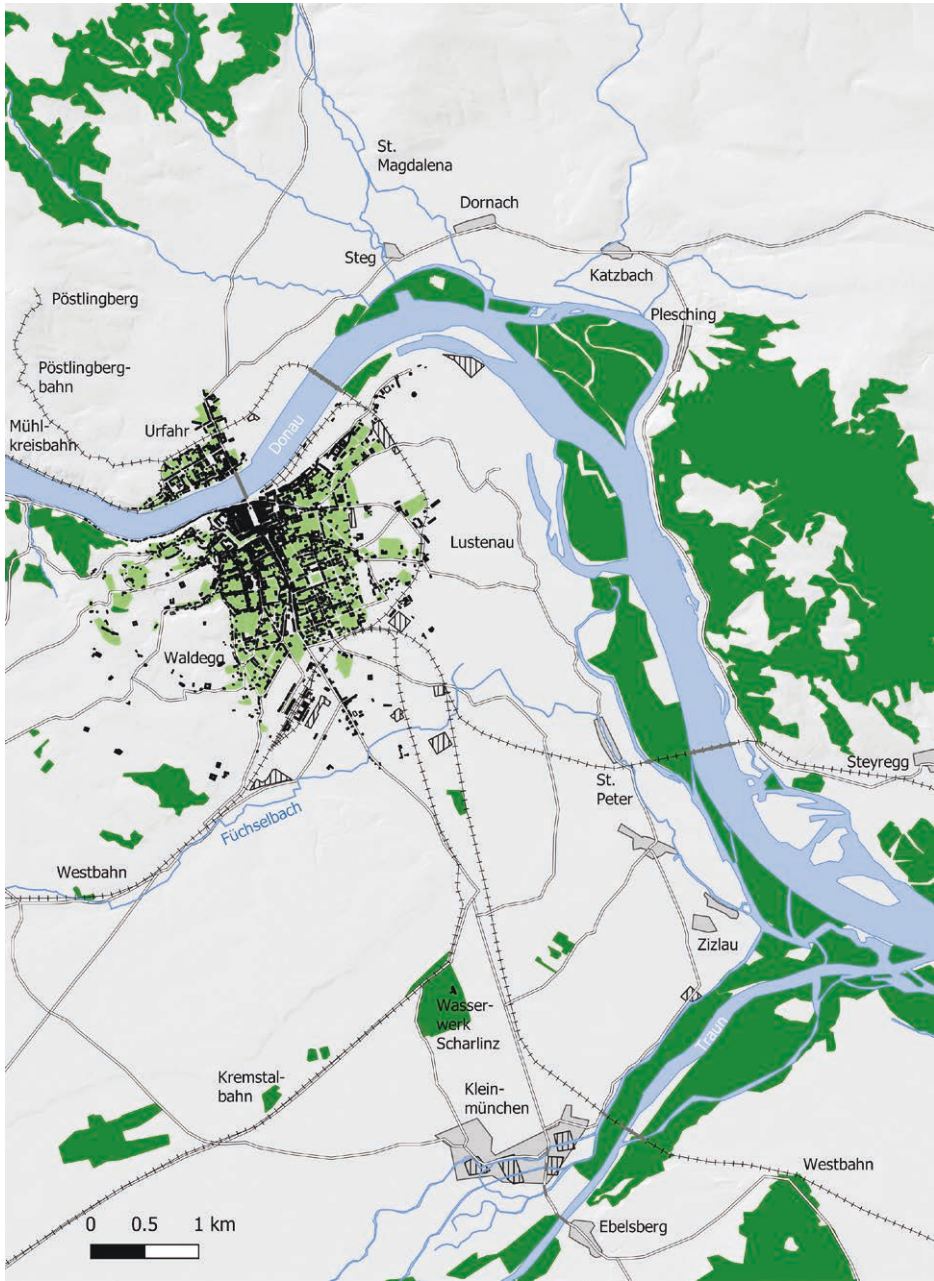 St.
Magdalena
Dornach
Steg
Katzbach
Pöstlingberg
Plesching
Pöstlingberg-
bahn
Mühl-
kreisbahn
Urfahr
Donau
Lustenau
Waldegg
Steyregg
St.
Peter
Füchselbach
Westbahn
Zizlau
Wasser-
werk
Scharlinz
Traun
Kremstal-
bahn
Klein-
münchen
Westbahn
0 0.5 1 km
Ebelsberg